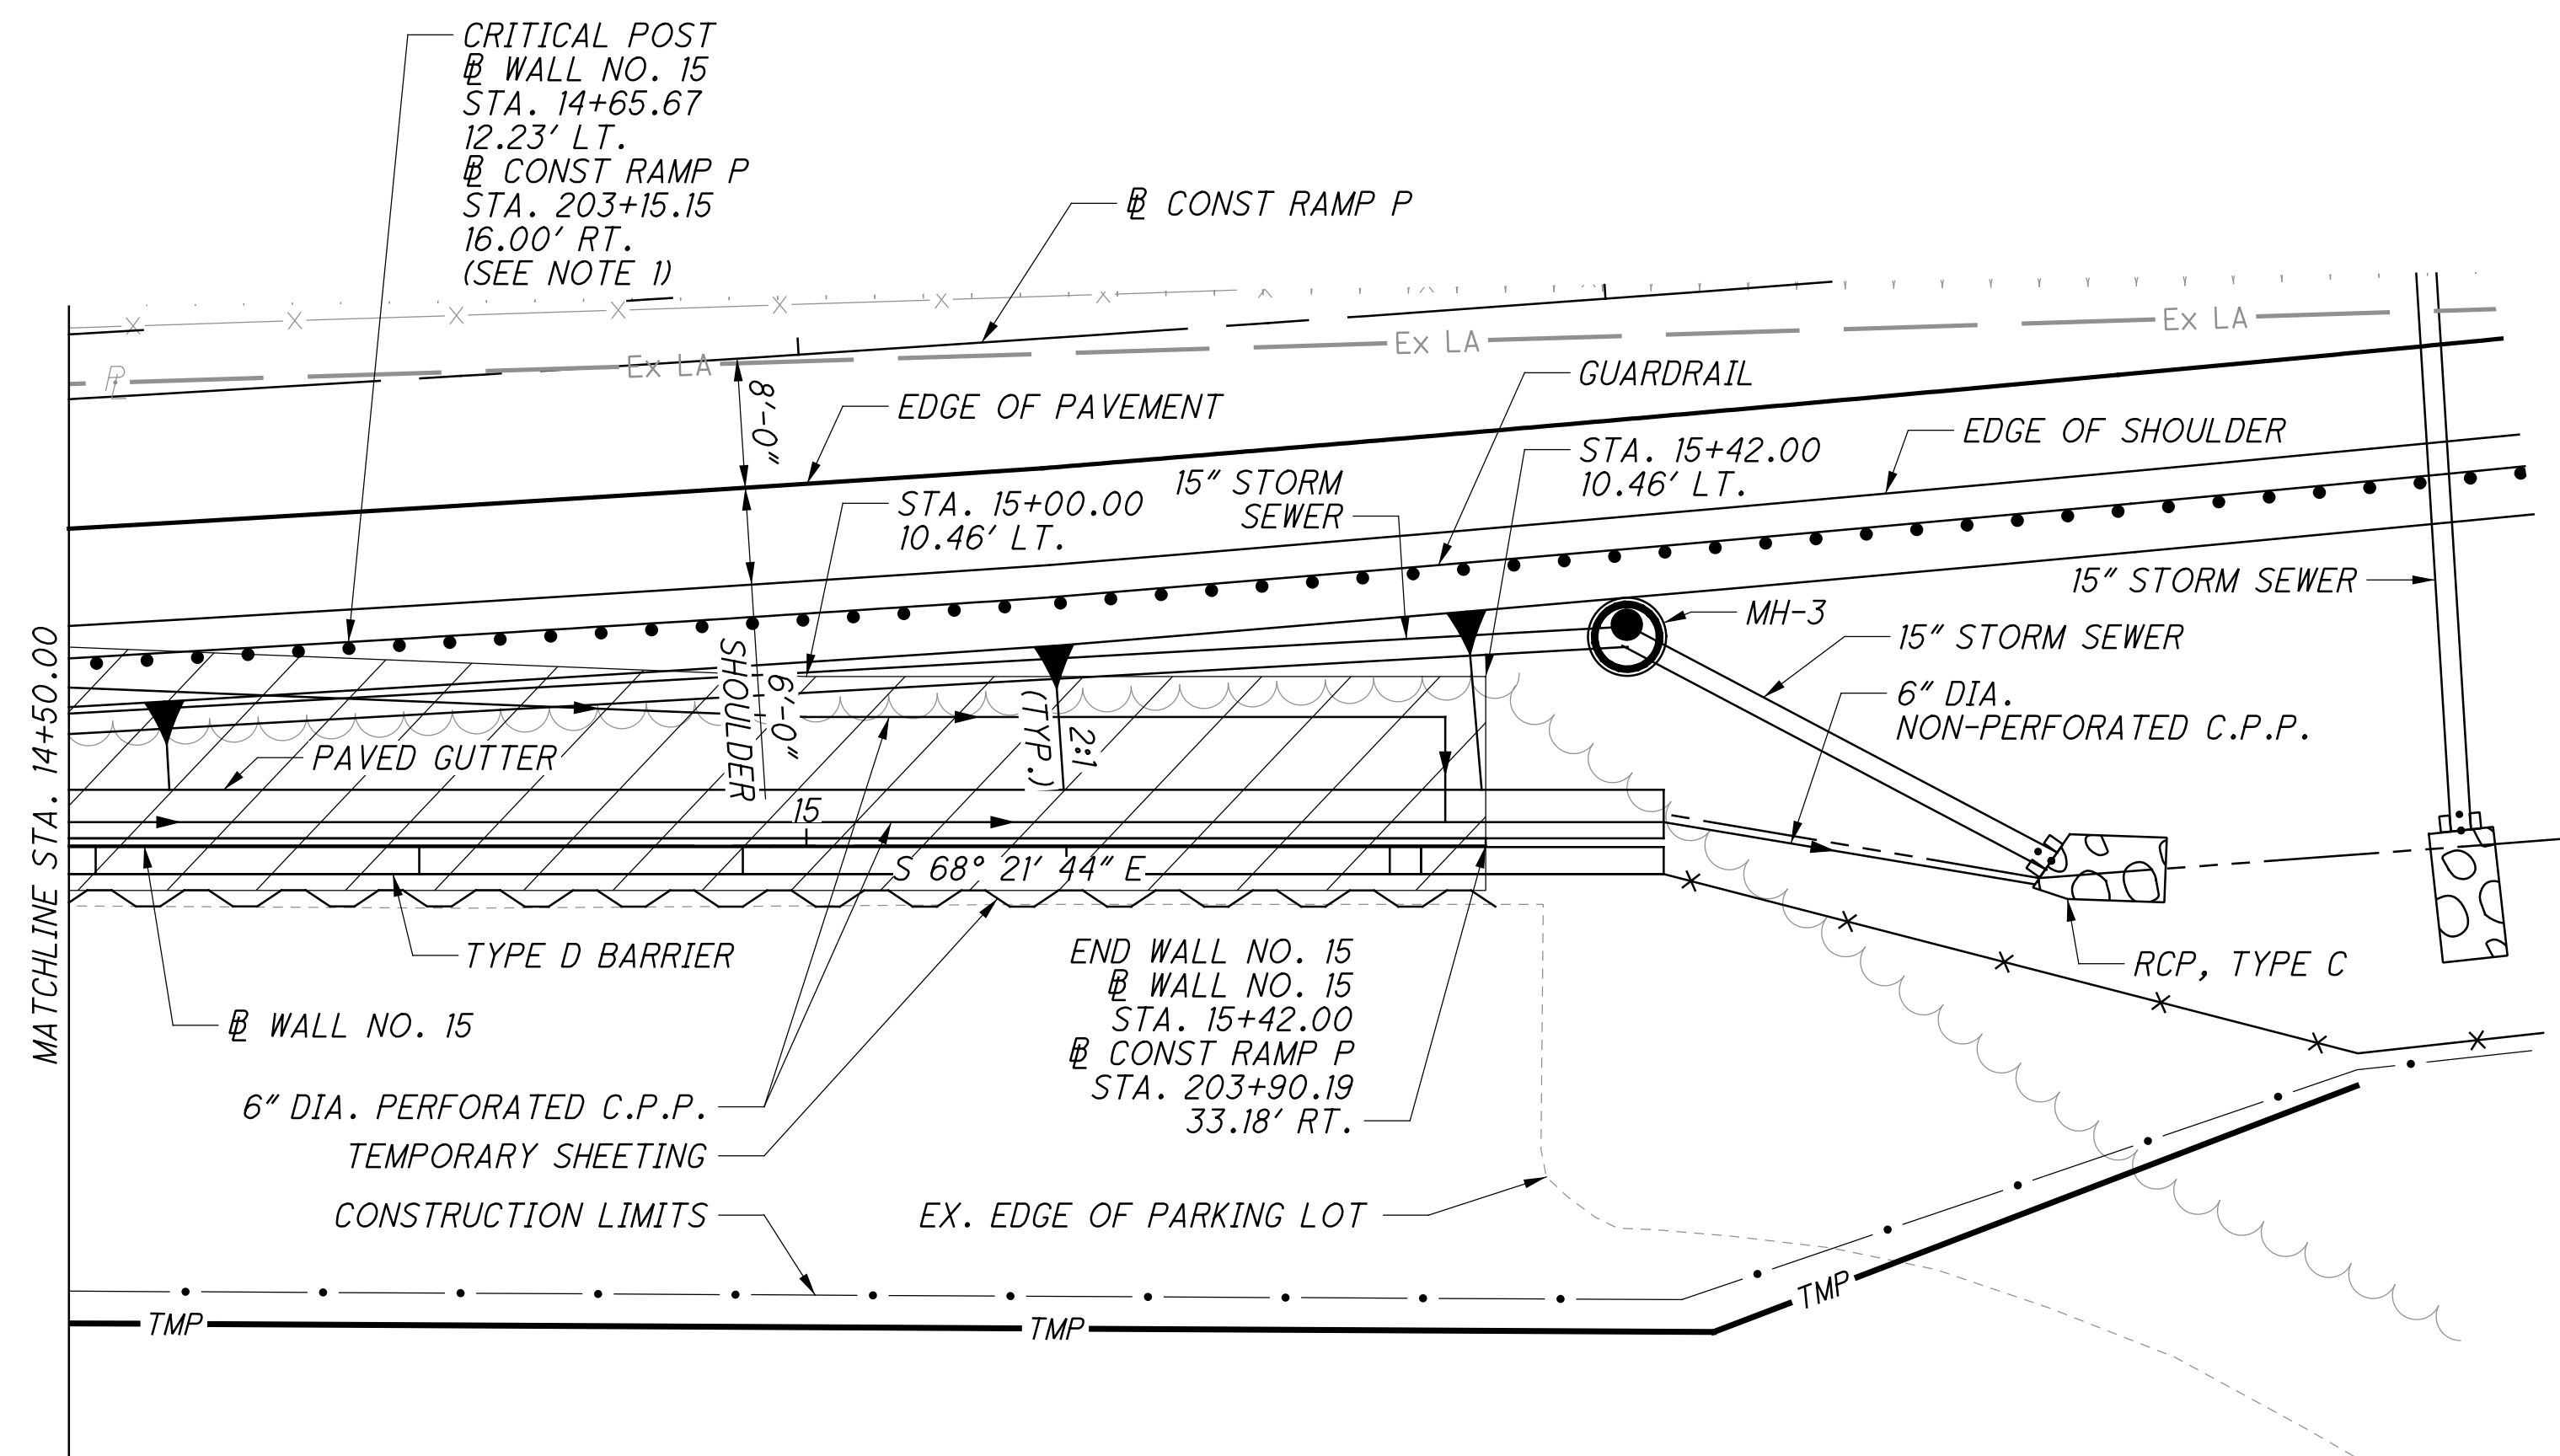 CRITICAL POST
℄ WALL NO. 15
STA. 14+65.67
12.23' LT.
℄ CONST RAMP P
STA. 203+15.15
16.00' RT.
(SEE NOTE 1)
℄ CONST RAMP P
Ex LA
Ex LA
Ex LA
8'-0"
EDGE OF PAVEMENT
GUARDRAIL
EDGE OF SHOULDER
STA. 15+42.00
10.46' LT.
15" STORM
SEWER
STA. 15+00.00
10.46' LT.
15" STORM SEWER
MH-3
15" STORM SEWER
6" DIA.
NON-PERFORATED C.P.P.
6'-0"
SHOULDER
2:1
(TYP.)
PAVED GUTTER
15
S 68° 21' 44" E
MATCHLINE STA. 14+50.00
TYPE D BARRIER
℄ WALL NO. 15
END WALL NO. 15
℄ WALL NO. 15
STA. 15+42.00
℄ CONST RAMP P
STA. 203+90.19
33.18' RT.
RCP, TYPE C
6" DIA. PERFORATED C.P.P.
TEMPORARY SHEETING
CONSTRUCTION LIMITS
EX. EDGE OF PARKING LOT
TMP
TMP
TMP